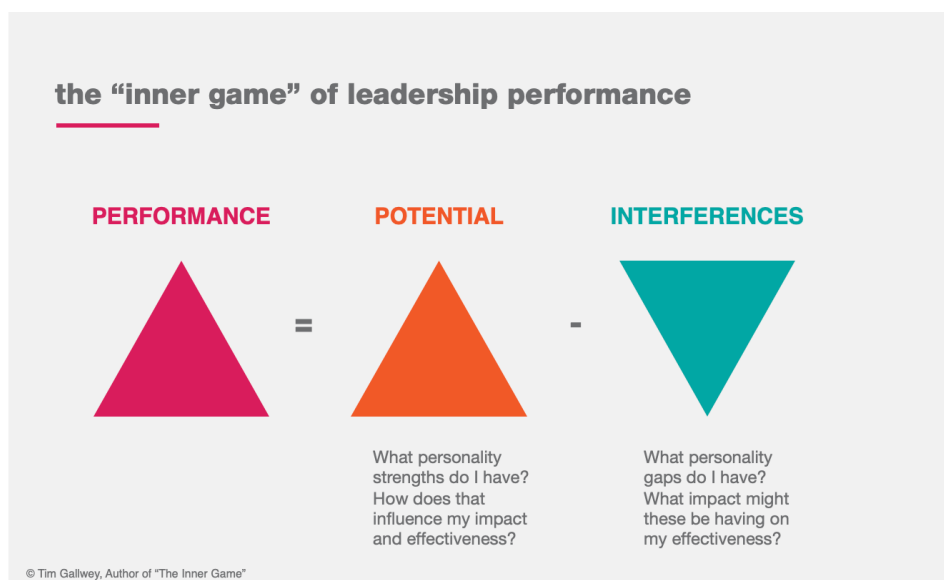 the “inner game” of leadership performance
PERFORMANCE
POTENTIAL
INTERFERENCES
=
-
What personality
strengths do I have?
How does that
influence my impact
and effectiveness?
What personality
gaps do I have?
What impact might
these be having on
my effectiveness?
© Tim Gallwey, Author of “The Inner Game”